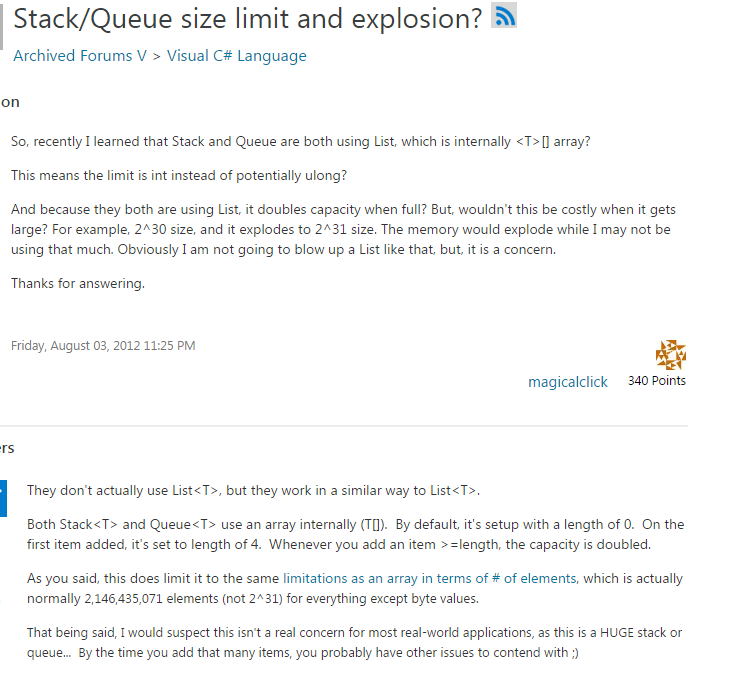 Stack/Queue size limit and explosion?
Archived Forums V > Visual C# Language
on
So, recently I learned that Stack and Queue are both using List, which is internally <T>[] array?
This means the limit is int instead of potentially ulong?
And because they both are using List, it doubles capacity when full? But, wouldn't this be costly when it gets
large? For example, 2^30 size, and it explodes to 2^31 size. The memory would explode while I may not be
using that much. Obviously I am not going to blow up a List like that, but, it is a concern.
Thanks for answering.
Friday, August 03, 2012 11:25 PM
magicalclick 340 Points
ers
They don't actually use List<T>, but they work in a similar way to List<T>.
Both Stack<T> and Queue<T> use an array internally (T[]). By default, it's setup with a length of 0. On the
first item added, it's set to length of 4. Whenever you add an item >=length, the capacity is doubled.
As you said, this does limit it to the same limitations as an array in terms of # of elements, which is actually
normally 2,146,435,071 elements (not 2^31) for everything except byte values.
That being said, I would suspect this isn't a real concern for most real-world applications, as this is a HUGE stack or
queue... By the time you add that many items, you probably have other issues to contend with ;)